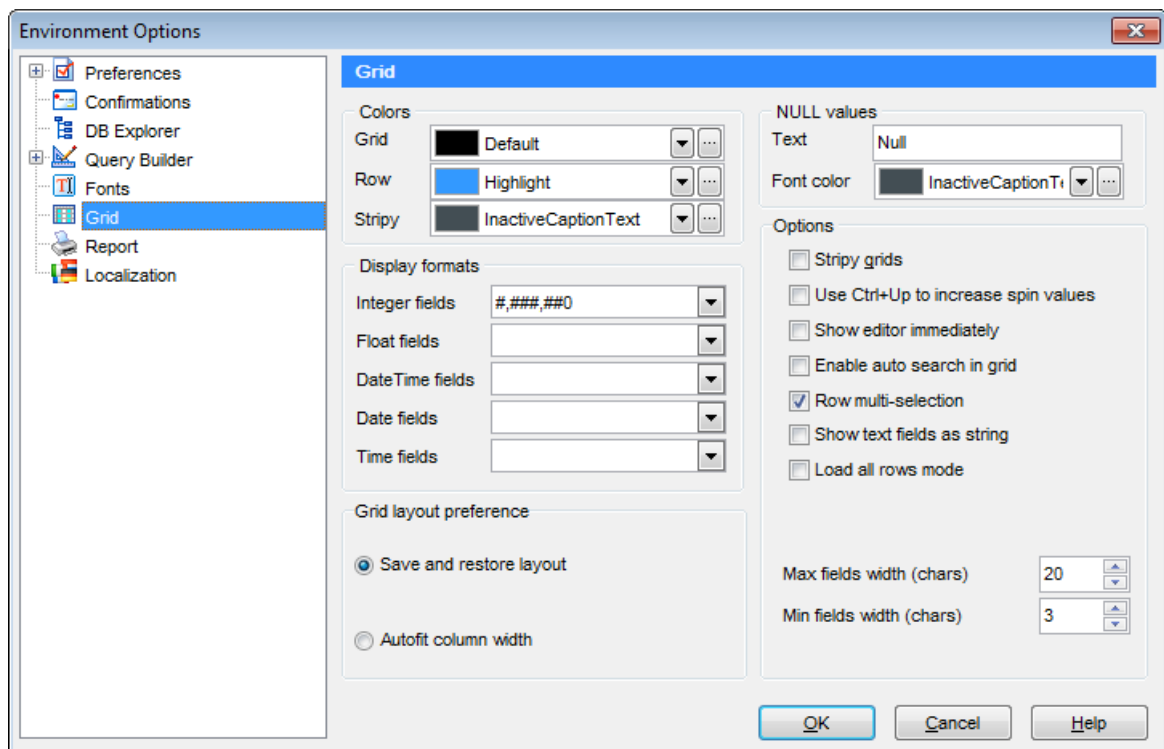 Environment Options
Preferences
Confirmations
DB Explorer
Query Builder
Fonts
Grid
Report
Localization
Grid
Colors
Grid Default
Row Highlight
Stripy InactiveCaptionText
Display formats
Integer fields #,###,##0
Float fields
DateTime fields
Date fields
Time fields
Grid layout preference
Save and restore layout
Autofit column width
NULL values
Text Null
Font color InactiveCaptionTe
Options
Stripy grids
Use Ctrl+Up to increase spin values
Show editor immediately
Enable auto search in grid
Row multi-selection
Show text fields as string
Load all rows mode
Max fields width (chars) 20
Min fields width (chars) 3
OK Cancel Help